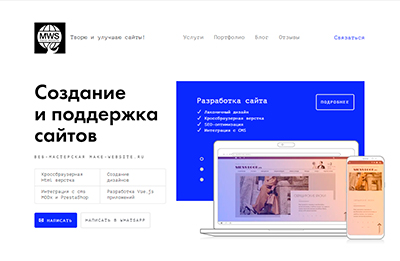 MWS
Творю и улучшаю сайты!
Услуги Портфолио Блог Отзывы
Связаться
Создание
и поддержка
сайтов
ВЕБ-МАСТЕРСКАЯ MAKE-WEBSITE.RU
Кроссбраузерная
HTML верстка
Создание
дизайнов
Интеграция с CMS
MODx и PrestaShop
Разработка Vue.js
приложений
НАПИСАТЬ
НАПИСАТЬ В WHATSAPP
Разработка сайта
✓ Лаконичный дизайн
✓ Кроссбраузерная верстка
✓ SEO-оптимизация
✓ Интеграция с CMS
ПОДРОБНЕЕ